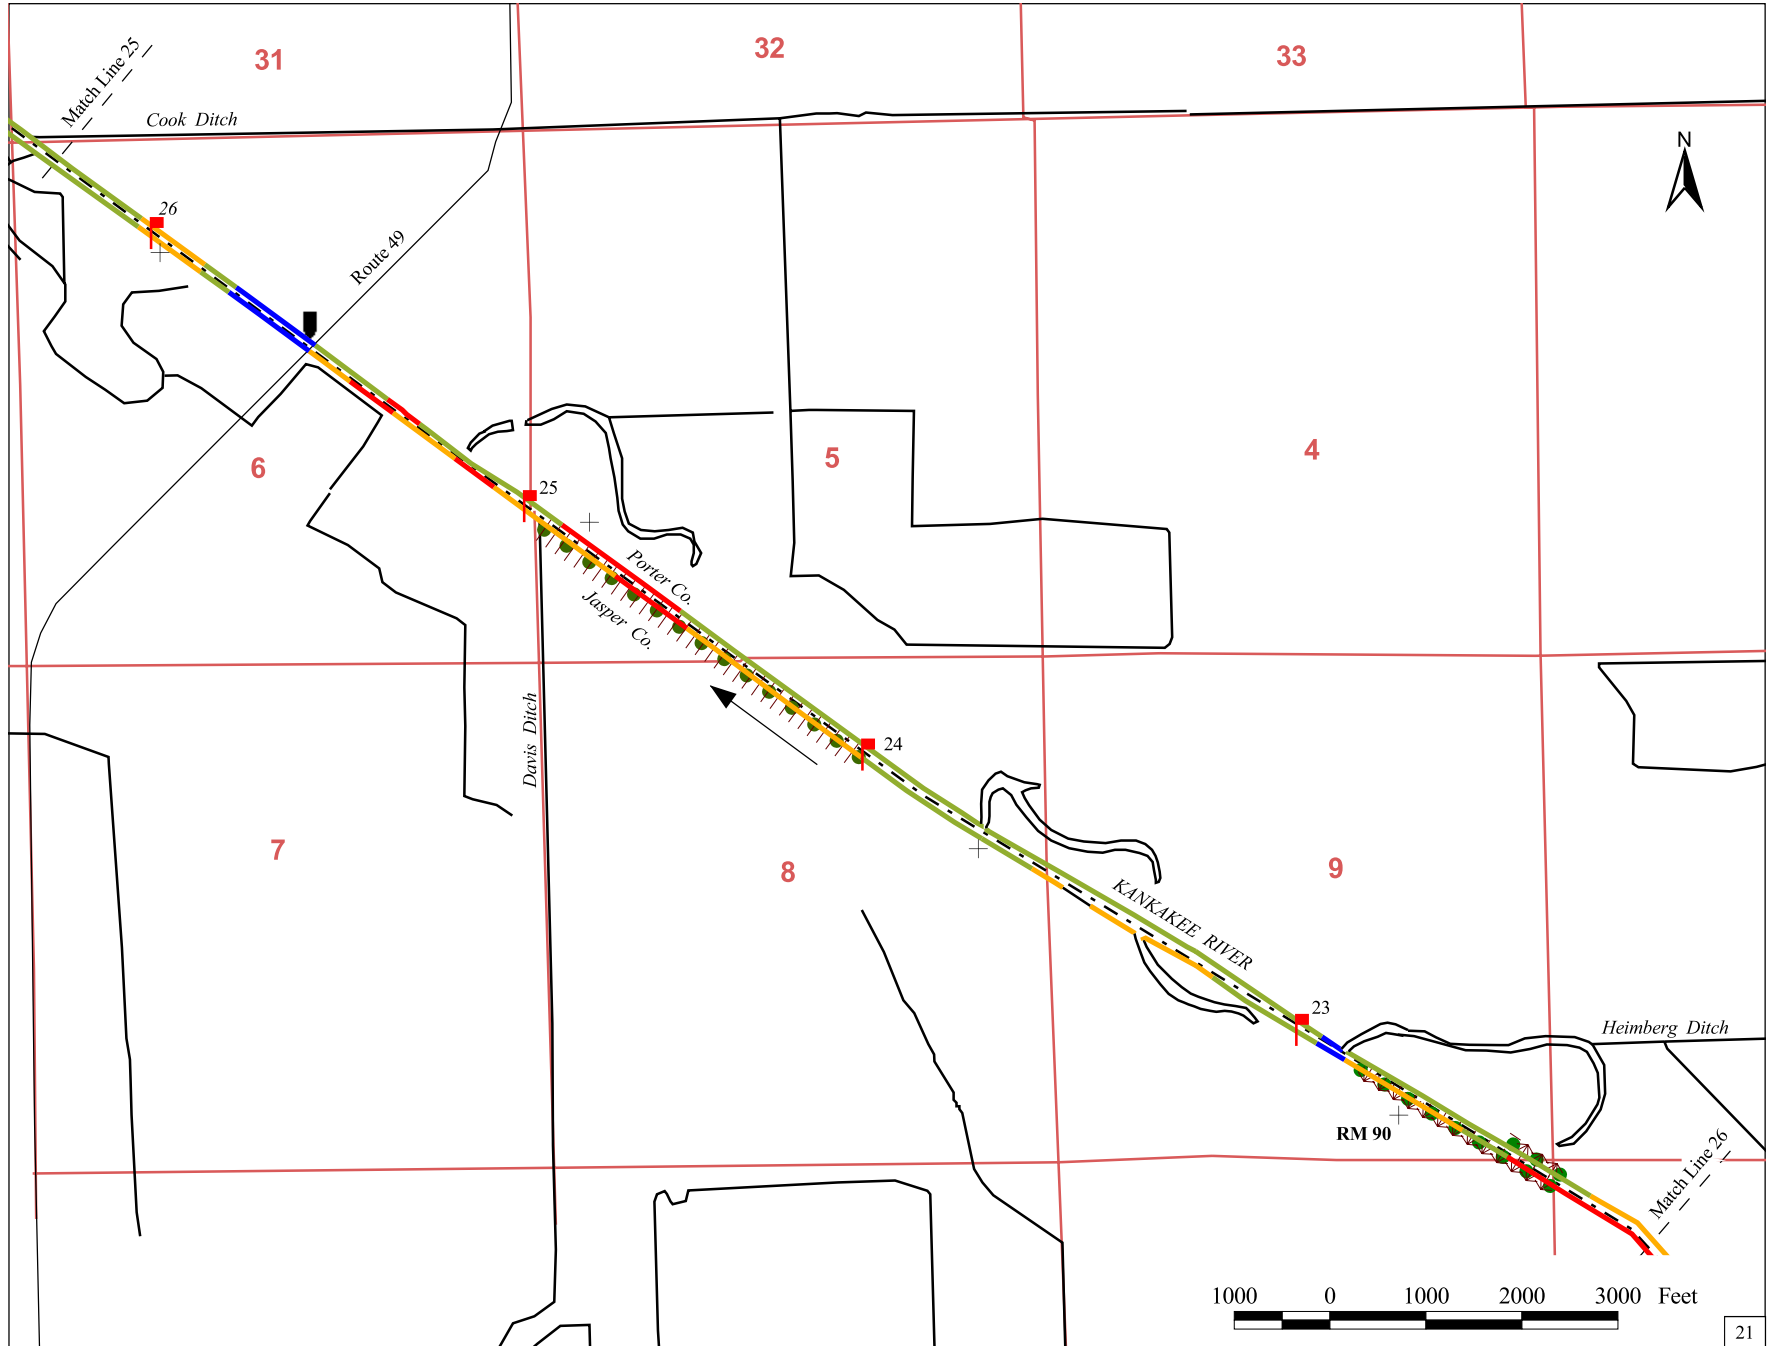 31
32
33
Match Line 25
Cook Ditch
N
26
Route 49
6
5
4
25
Porter Co.
Jasper Co.
Davis Ditch
24
7
8
9
KANKAKEE RIVER
23
Heimberg Ditch
RM 90
Match Line 26
1000 0 1000 2000 3000 Feet
21